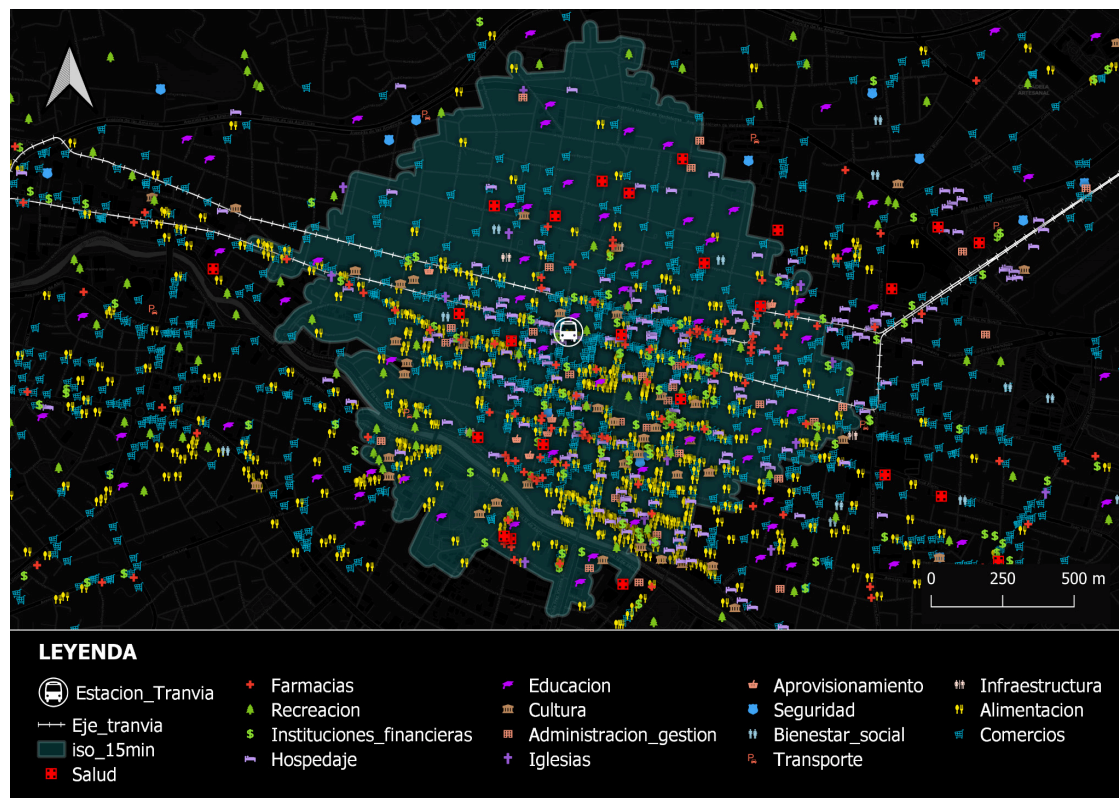 0 250 500 m
LEYENDA
Estacion_Tranvia
Eje_tranvia
iso_15min
Salud
Farmacias
Recreacion
Instituciones_financieras
Hospedaje
Educacion
Cultura
Administracion_gestion
Iglesias
Aprovisionamiento
Seguridad
Bienestar_social
Transporte
Infraestructura
Alimentacion
Comercios